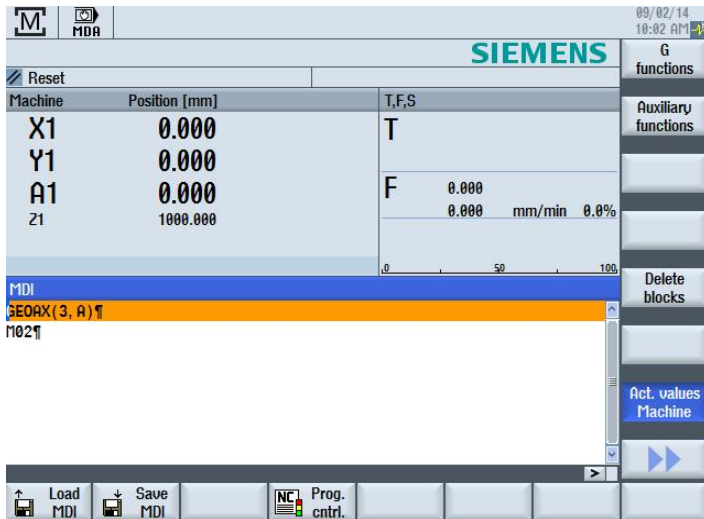 M
MDA
09/02/14
10:02 AM
SIEMENS
G
functions
Reset
Machine
Position [mm]
T,F,S
Auxiliary
functions
X1
0.000
T
Y1
0.000
A1
0.000
F
0.000
Z1
1000.000
0.000
mm/min
0.0%
0
50
100
MDI
Delete
blocks
GEOAX(3, A)¶
M02¶
Act. values
Machine
>
Load
MDI
Save
MDI
NC
Prog.
cntrl.